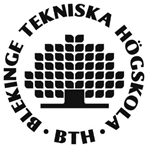 BLEKINGE TEKNISKA HÖGSKOLA
· BTH ·